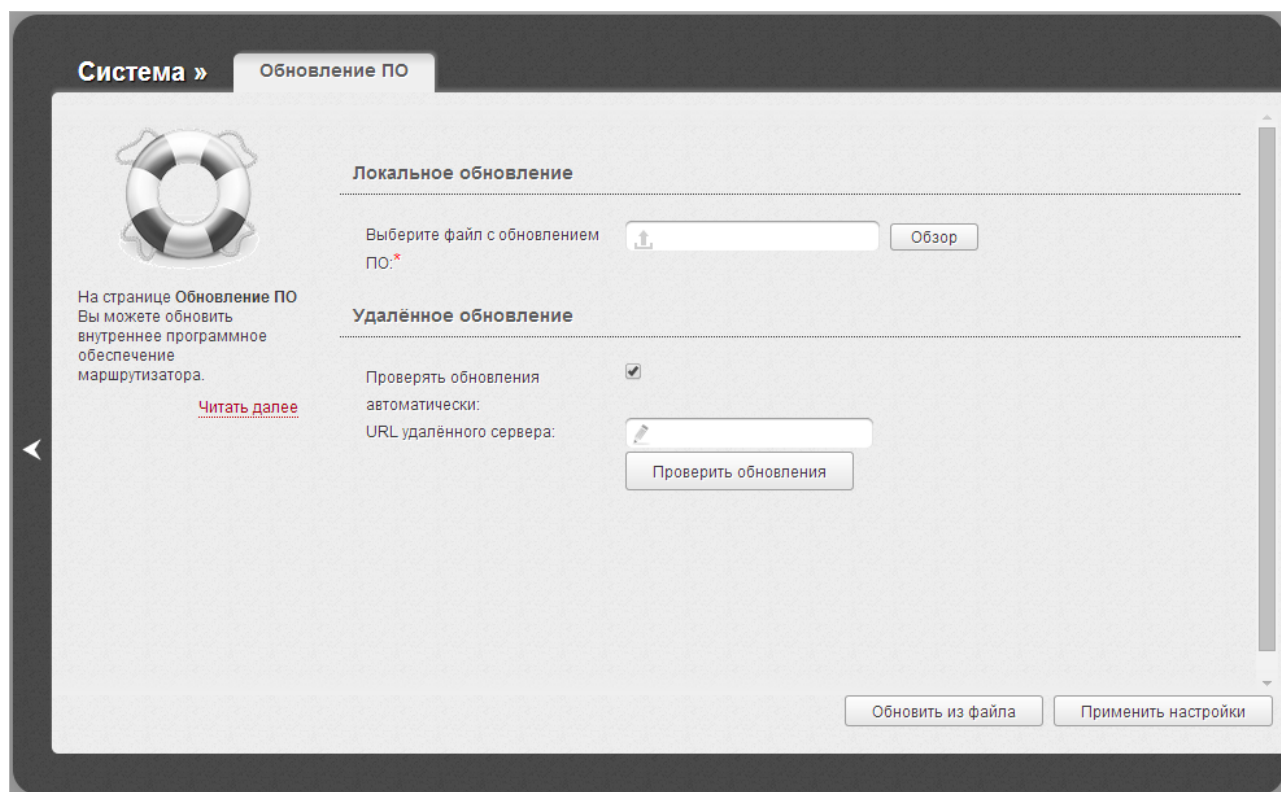 Система »
Обновление ПО
На странице Обновление ПО
Вы можете обновить
внутреннее программное
обеспечение
маршрутизатора.
Читать далее
Локальное обновление
Выберите файл с обновлением
ПО:*
Обзор
Удалённое обновление
Проверять обновления
автоматически:
URL удалённого сервера:
Проверить обновления
Обновить из файла
Применить настройки